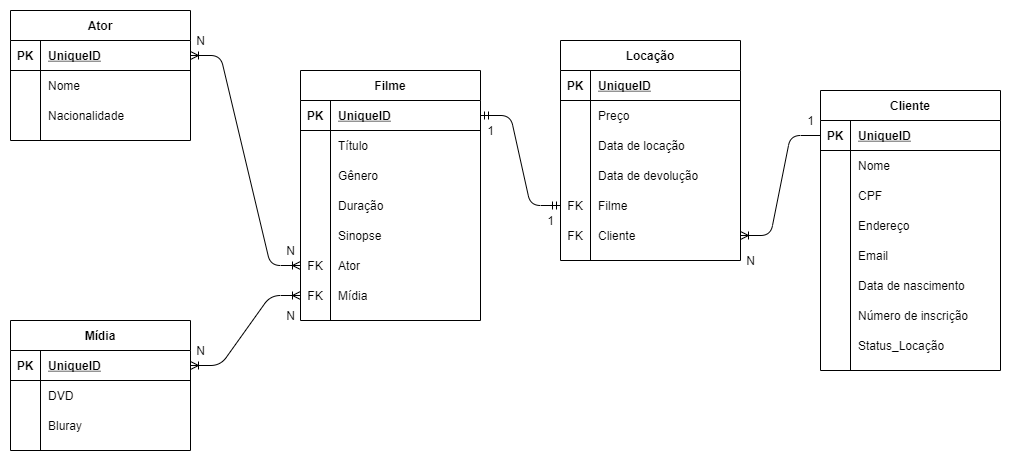 Ator
PK UniqueID
Nome
Nacionalidade
N
N
Filme
PK UniqueID
Título
Gênero
Duração
Sinopse
FK Ator
FK Mídia
1
1
N
Mídia
PK UniqueID
DVD
Bluray
N
Locação
PK UniqueID
Preço
Data de locação
Data de devolução
FK Filme
FK Cliente
N
1
Cliente
PK UniqueID
Nome
CPF
Endereço
Email
Data de nascimento
Número de inscrição
Status_Locação